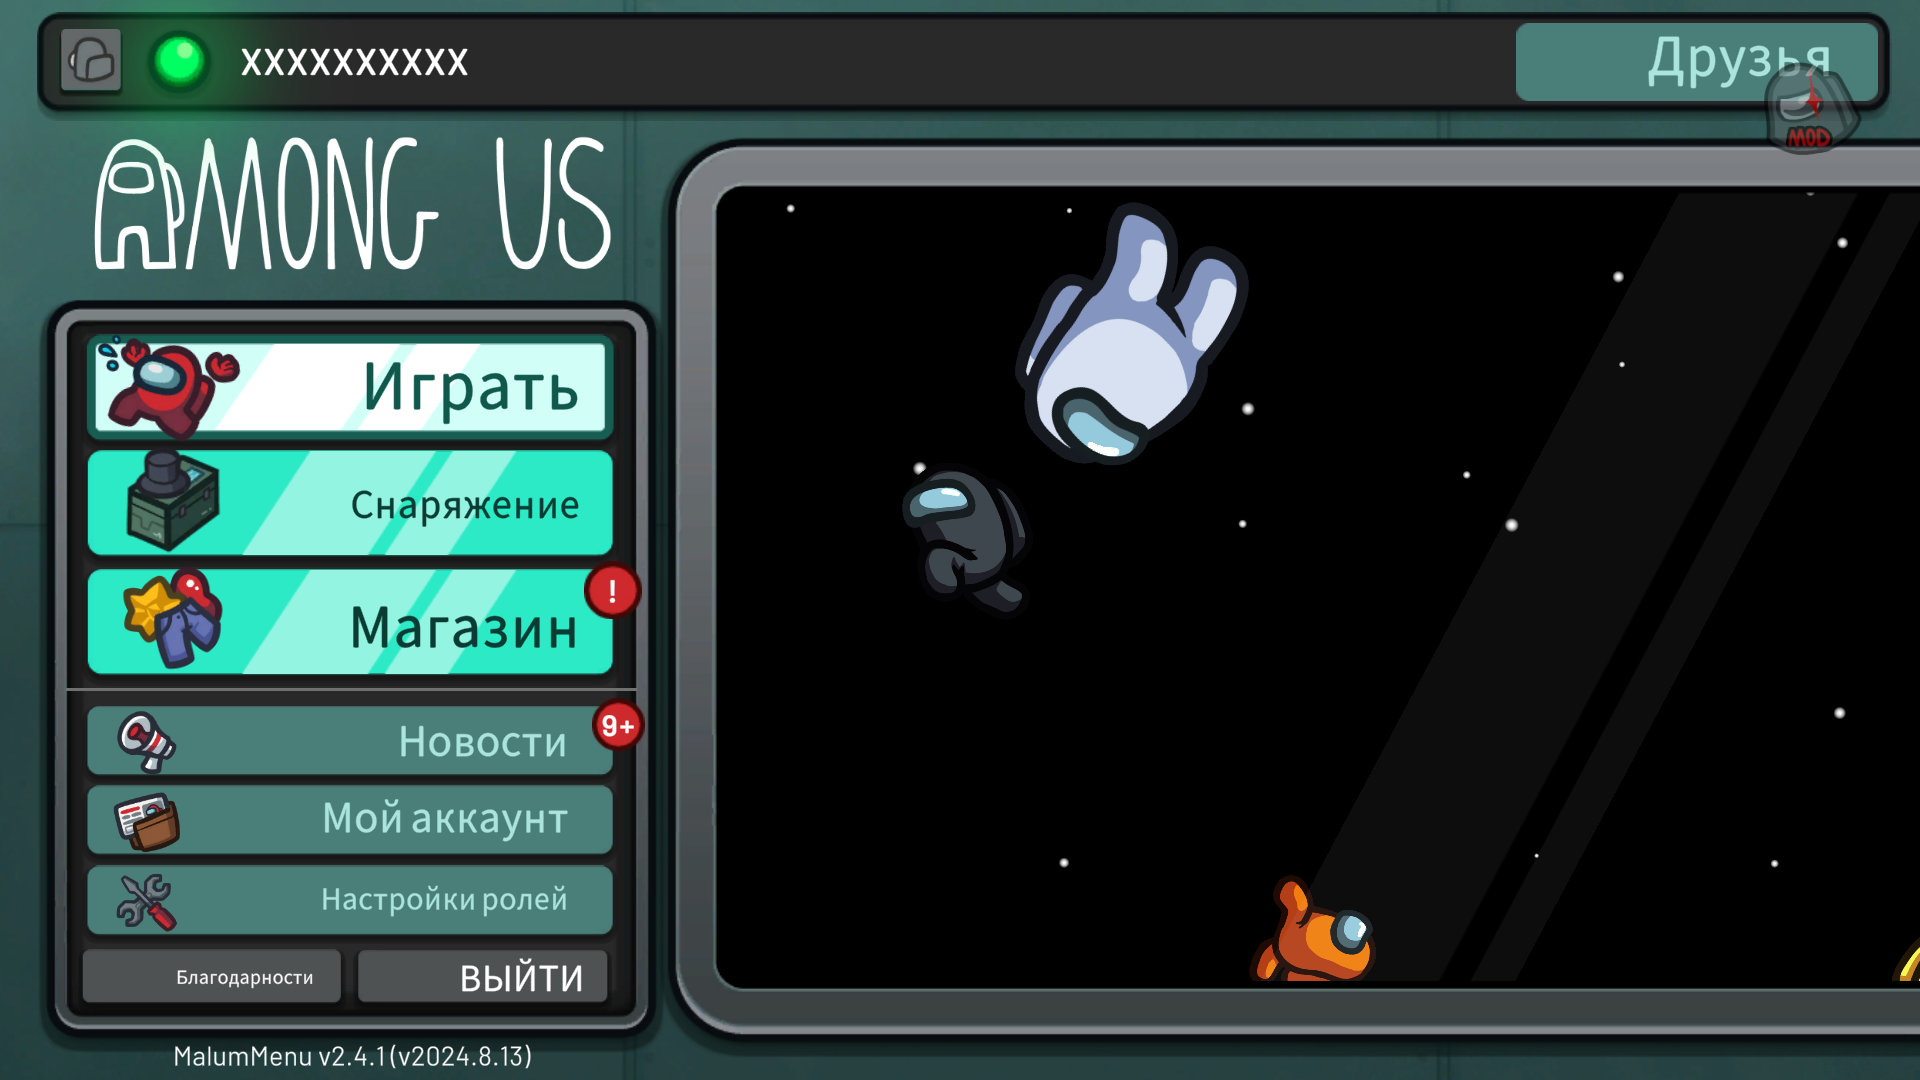 XXXXXXXXXX
Друзья
MOD
AMONG US
Играть
Снаряжение
Магазин
!
Новости
9+
Мой аккаунт
Настройки ролей
Благодарности
ВЫЙТИ
MalumMenu v2.4.1 (v2024.8.13)